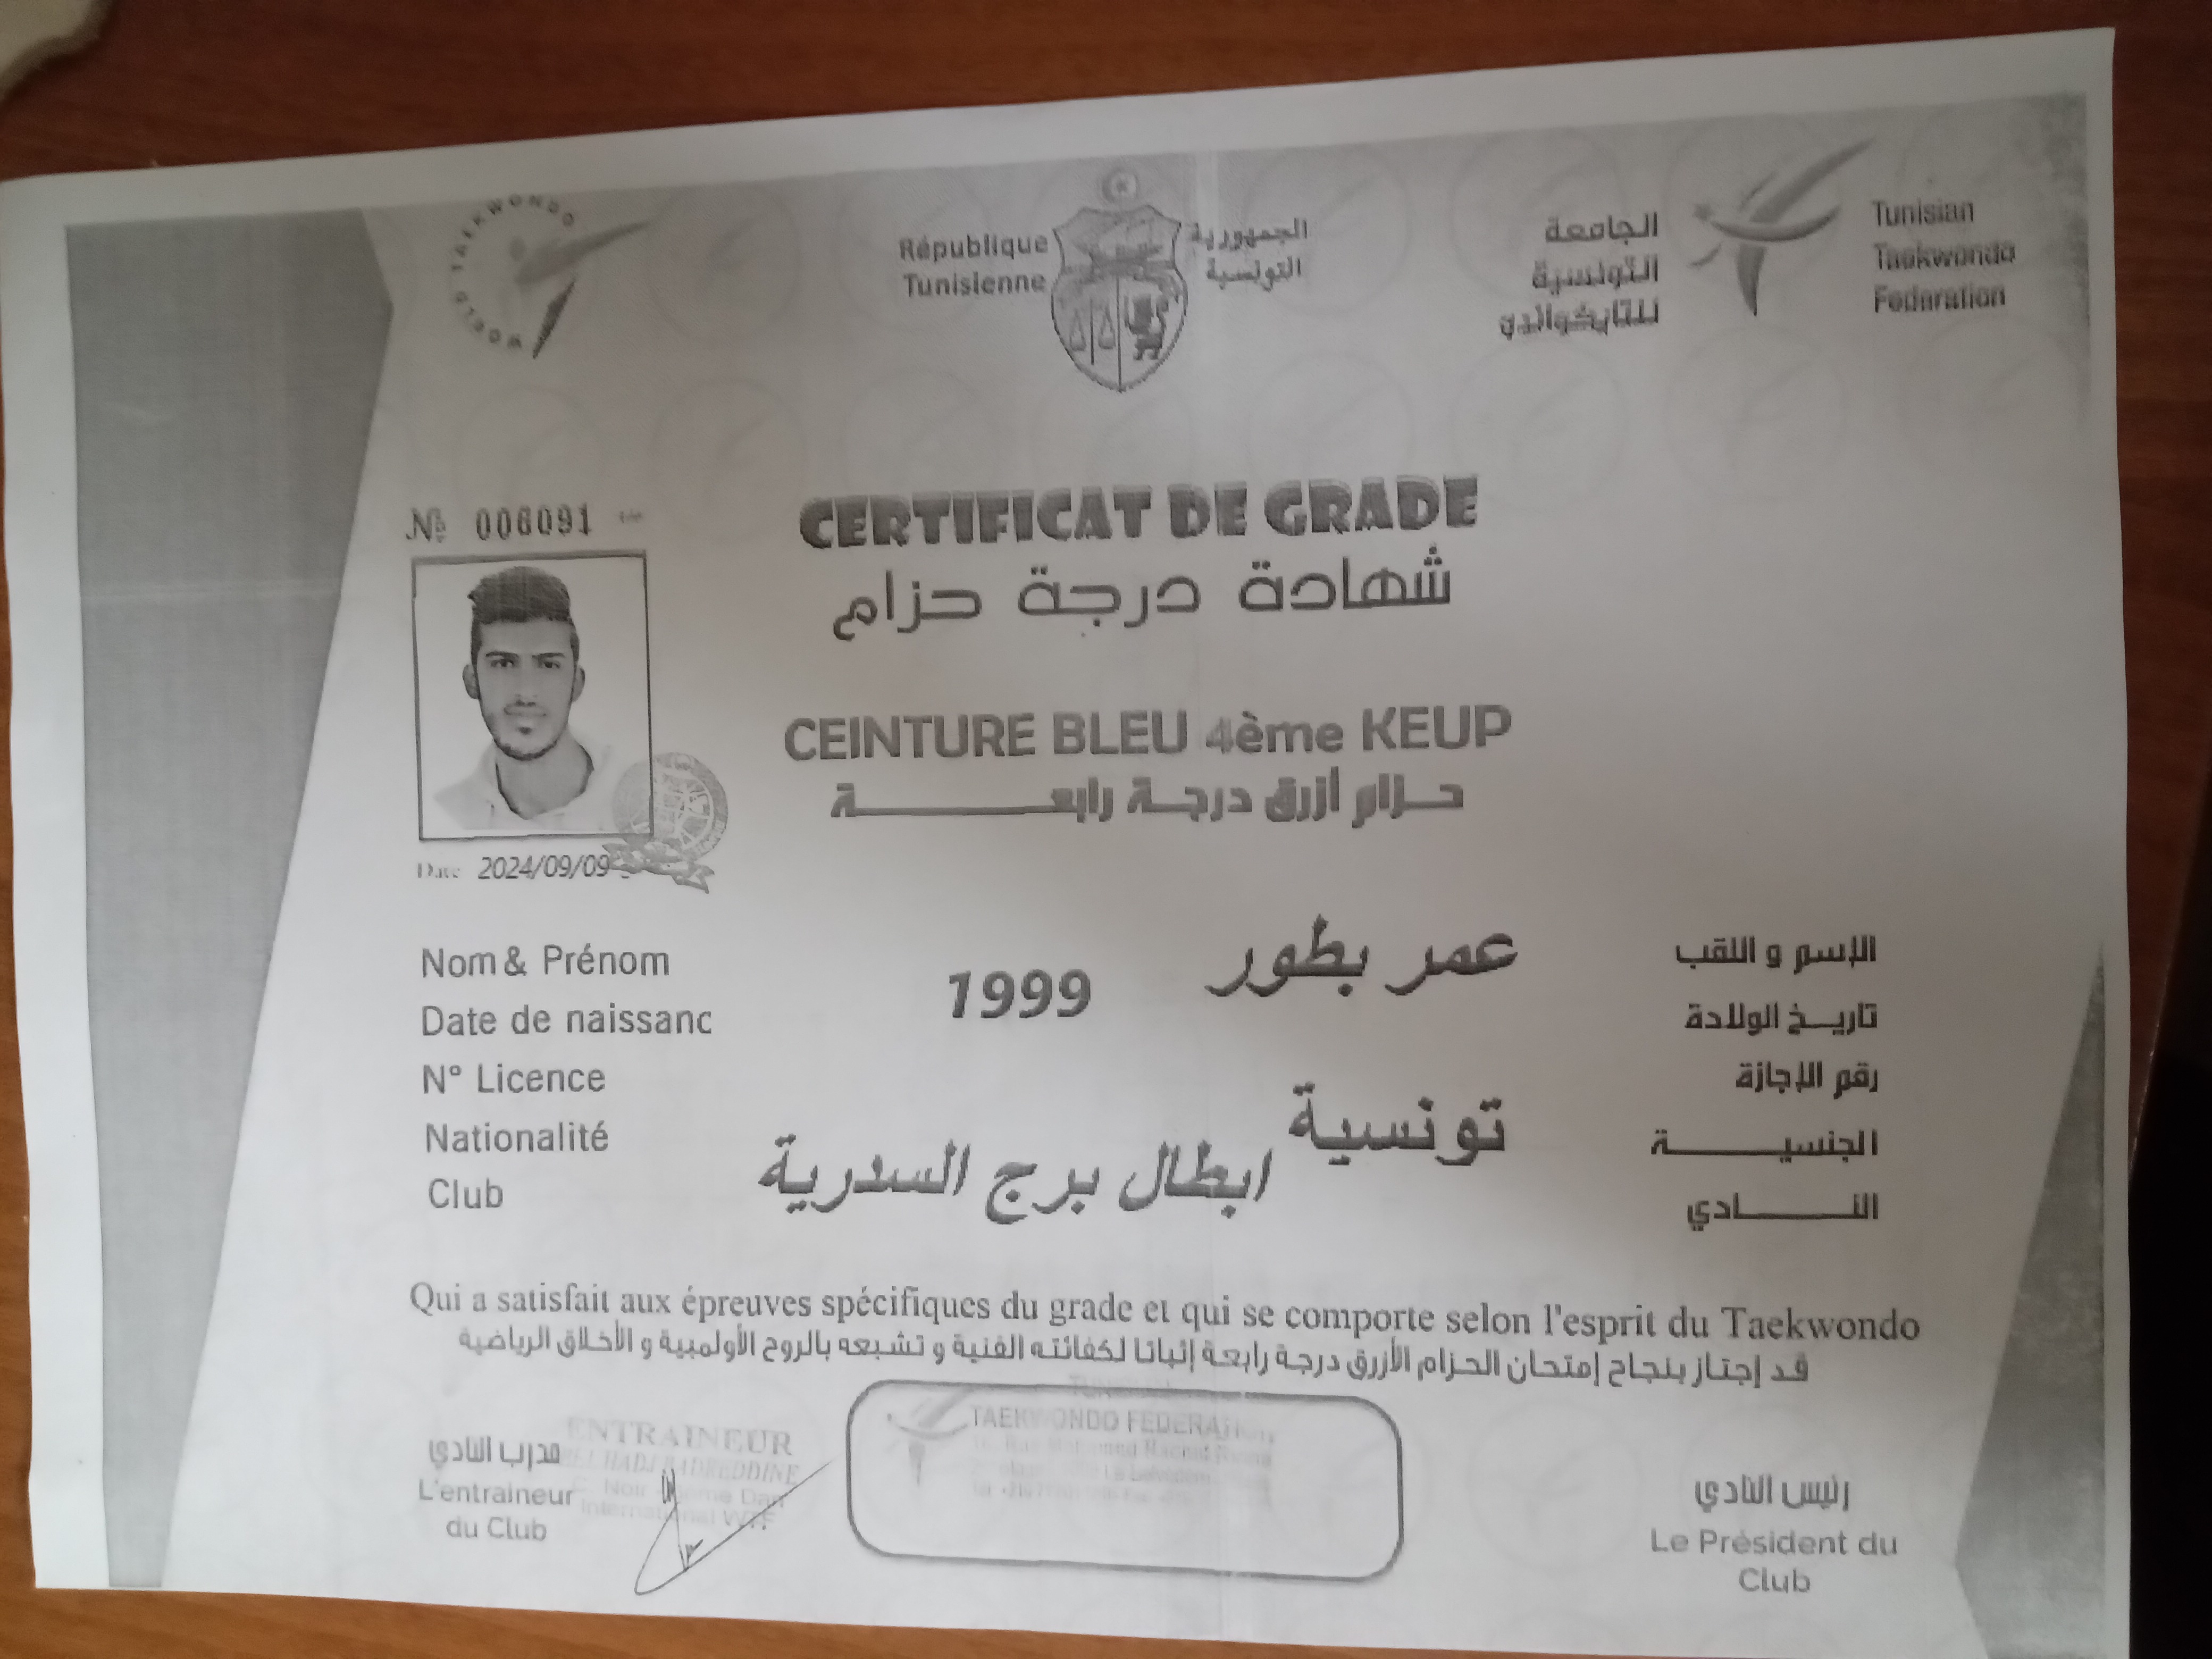 WORLD TAEKWONDO
République
Tunisienne
الجمهورية
التونسية
الجامعة
التونسية
للتايكواندو
Tunisian
Taekwondo
Federation
№ 006091
CERTIFICAT DE GRADE
شهادة درجة حزام
CEINTURE BLEU 4ème KEUP
حزام أزرق درجة رابعة
Date 2024/09/09
Nom & Prénom عمر بطور الإسم و اللقب
Date de naissanc 1999 تاريخ الولادة
N° Licence رقم الإجازة
Nationalité تونسية الجنسية
Club ابطال برج السدرية النادي
Qui a satisfait aux épreuves spécifiques du grade et qui se comporte selon l'esprit du Taekwondo
قد إجتاز بنجاح إمتحان الحزام الأزرق درجة رابعة إثباتا لكفائته الفنية و تشبعه بالروح الأولمبية و الأخلاق الرياضية
مدرب النادي
L'entraineur
du Club
ENTRAINEUR
BADREDDINE
International WTF
TAEKWONDO FEDERATION
رئيس النادي
Le Président du
Club